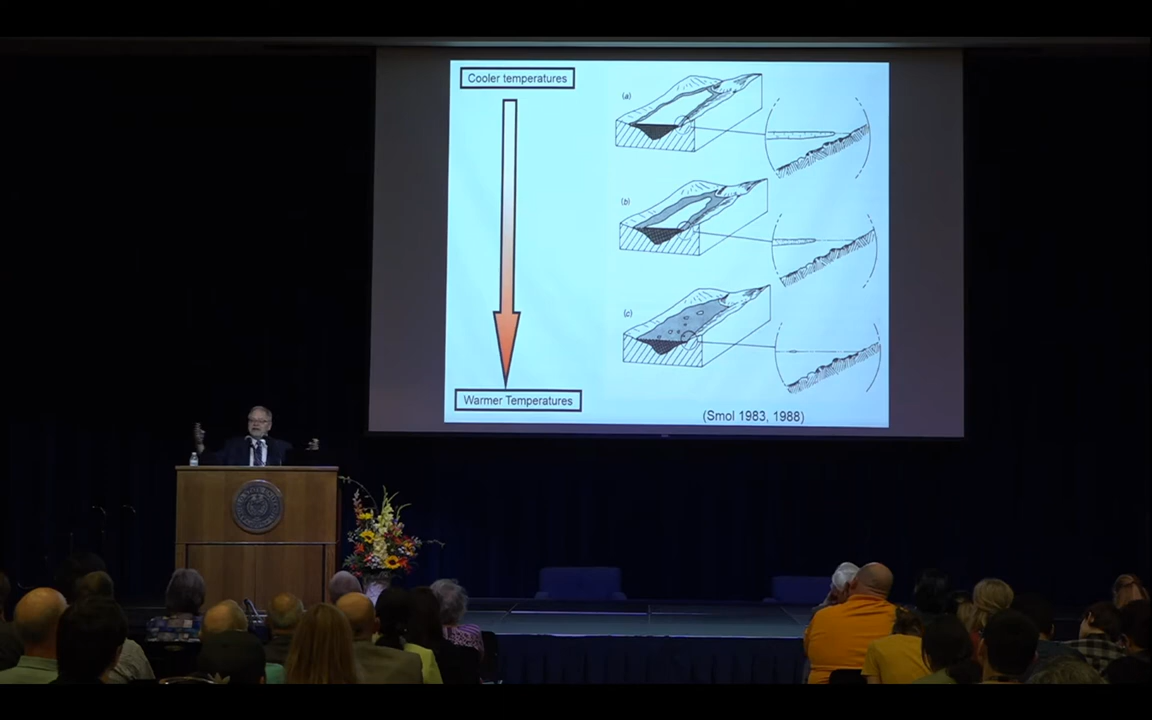 Cooler temperatures
(a)
(b)
(c)
Warmer Temperatures
(Smol 1983, 1988)